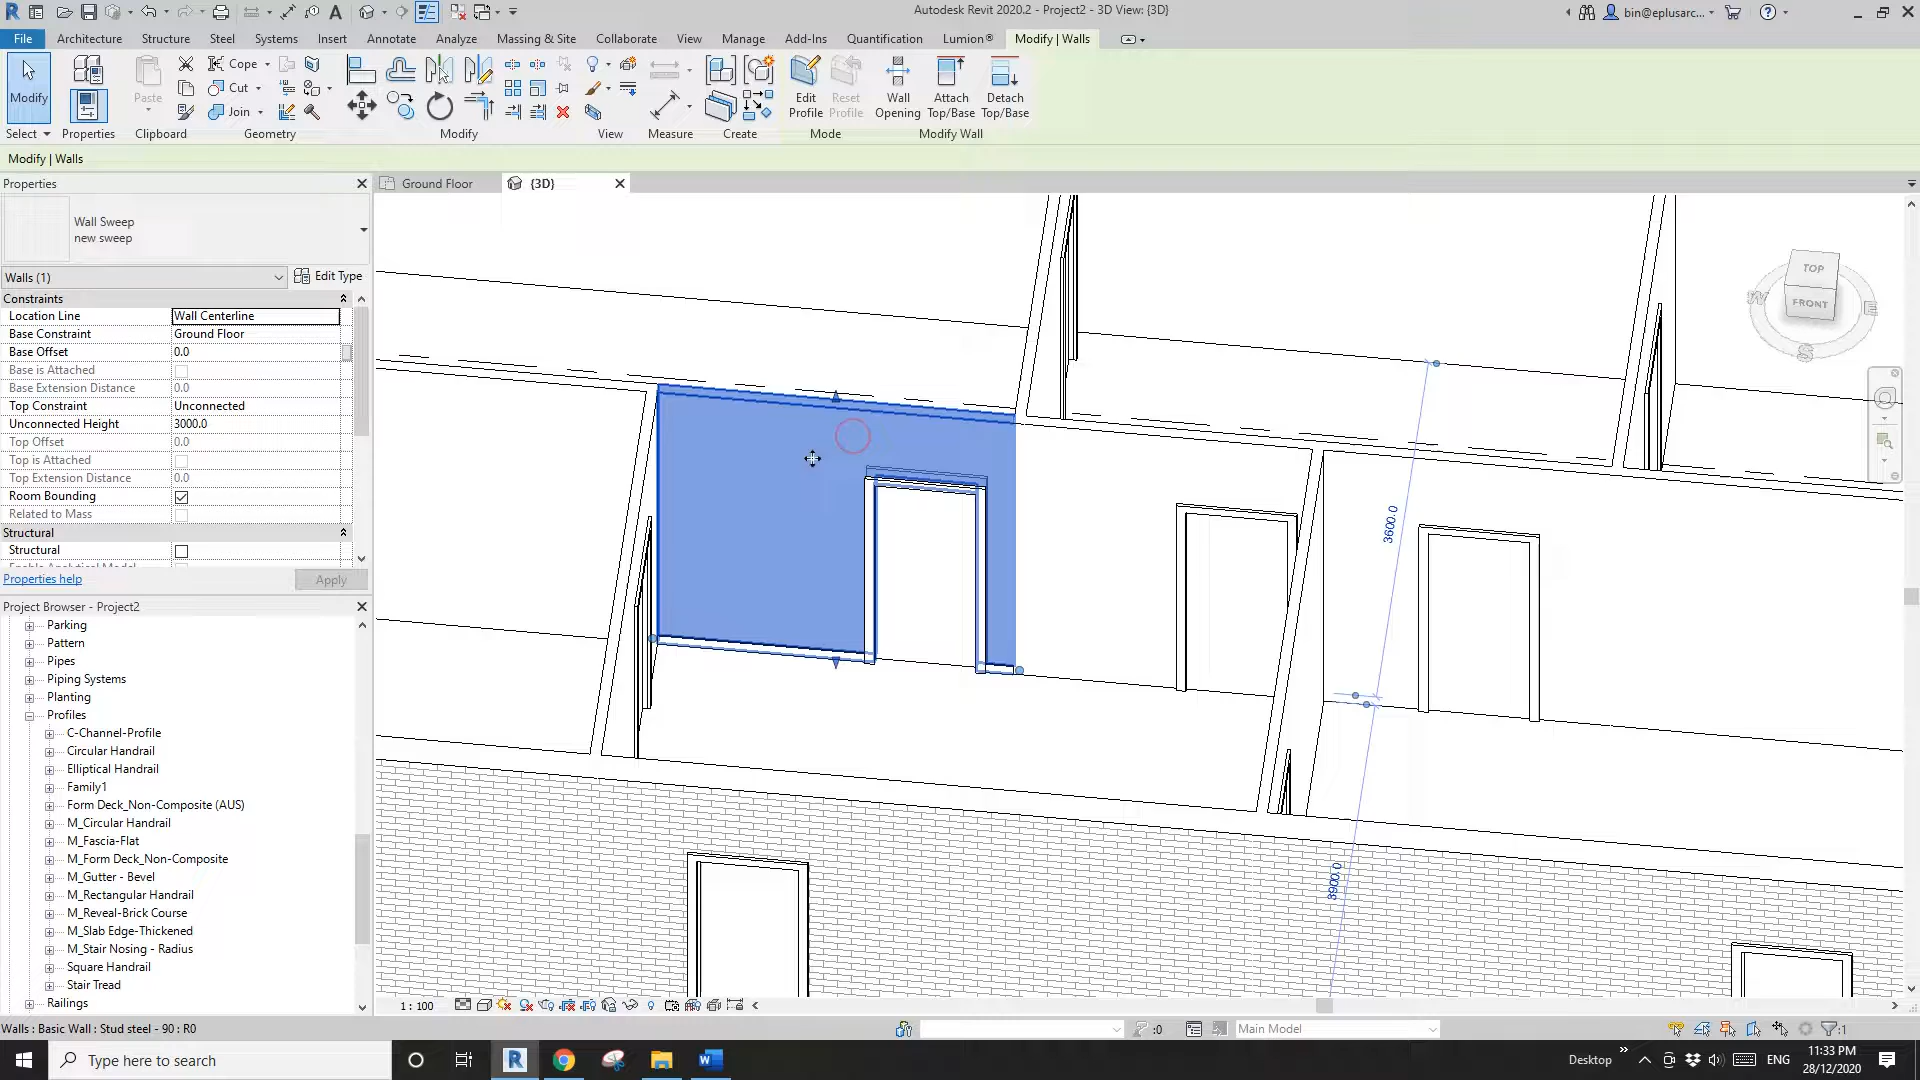 Autodesk Revit 2020.2 - Project2 - 3D View: {3D}
bin@eplusarc...
File Architecture Structure Steel Systems Insert Annotate Analyze Massing & Site Collaborate View Manage Add-Ins Quantification Lumion® Modify | Walls
Modify
Paste
Cope
Cut
Join
Edit Profile
Reset Profile
Wall Opening
Attach Top/Base
Detach Top/Base
Select Properties Clipboard Geometry Modify View Measure Create Mode Modify Wall
Modify | Walls
Properties
Ground Floor
{3D}
Wall Sweep
new sweep
Walls (1)
Edit Type
Constraints
Location Line Wall Centerline
Base Constraint Ground Floor
Base Offset 0.0
Base is Attached
Base Extension Distance 0.0
Top Constraint Unconnected
Unconnected Height 3000.0
Top Offset 0.0
Top is Attached
Top Extension Distance 0.0
Room Bounding
Related to Mass
Structural
Structural
Properties help
Apply
TOP
FRONT
W
E
S
3600.0
3900.0
Project Browser - Project2
Parking
Pattern
Pipes
Piping Systems
Planting
Profiles
C-Channel-Profile
Circular Handrail
Elliptical Handrail
Family1
Form Deck_Non-Composite (AUS)
M_Circular Handrail
M_Fascia-Flat
M_Form Deck_Non-Composite
M_Gutter - Bevel
M_Rectangular Handrail
M_Reveal-Brick Course
M_Slab Edge-Thickened
M_Stair Nosing - Radius
Square Handrail
Stair Tread
Railings
1 : 100
Walls : Basic Wall : Stud steel - 90 : R0
:0
Main Model
:1
Type here to search
Desktop
ENG
11:33 PM
28/12/2020